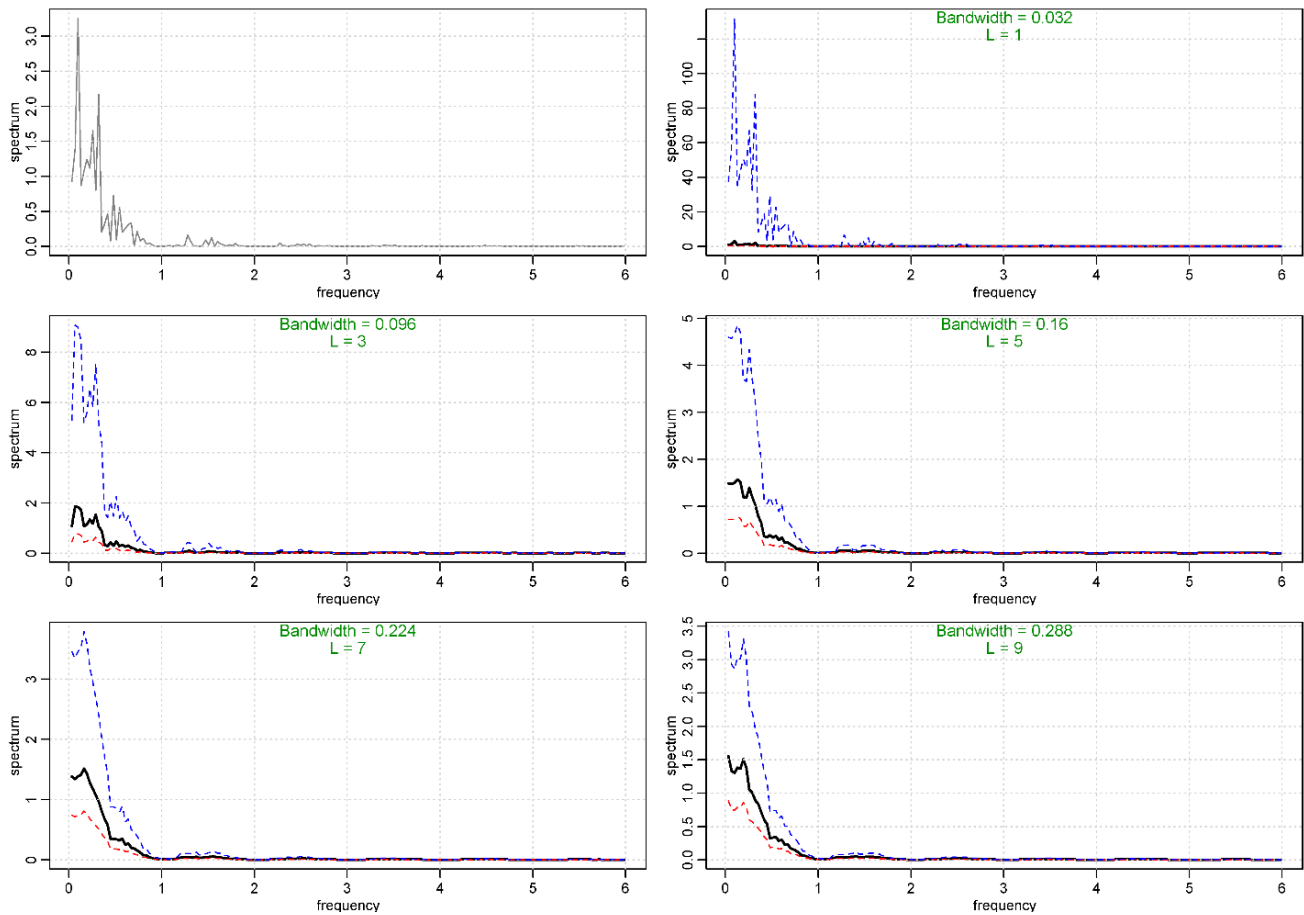 spectrum
0.0 0.5 1.0 1.5 2.0 2.5 3.0
0 1 2 3 4 5 6
frequency
Bandwidth = 0.032
L = 1
spectrum
0 20 40 60 80 100
0 1 2 3 4 5 6
frequency
Bandwidth = 0.096
L = 3
spectrum
0 2 4 6 8
0 1 2 3 4 5 6
frequency
Bandwidth = 0.16
L = 5
spectrum
0 1 2 3 4 5
0 1 2 3 4 5 6
frequency
Bandwidth = 0.224
L = 7
spectrum
0 1 2 3
0 1 2 3 4 5 6
frequency
Bandwidth = 0.288
L = 9
spectrum
0.0 0.5 1.0 1.5 2.0 2.5 3.0 3.5
0 1 2 3 4 5 6
frequency